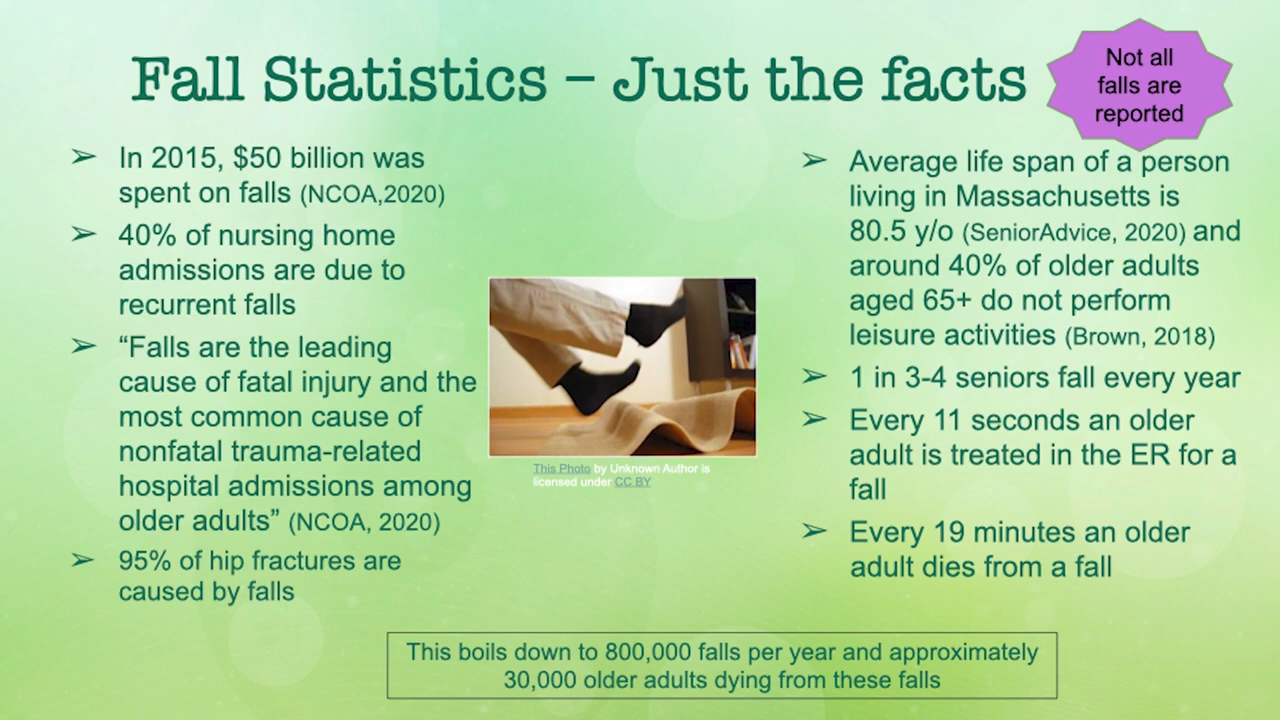 Fall Statistics – Just the facts
Not all
falls are
reported
➢ In 2015, $50 billion was
spent on falls (NCOA,2020)
➢ 40% of nursing home
admissions are due to
recurrent falls
➢ “Falls are the leading
cause of fatal injury and the
most common cause of
nonfatal trauma-related
hospital admissions among
older adults” (NCOA, 2020)
➢ 95% of hip fractures are
caused by falls
This Photo by Unknown Author is
licensed under CC BY
➢ Average life span of a person
living in Massachusetts is
80.5 y/o (SeniorAdvice, 2020) and
around 40% of older adults
aged 65+ do not perform
leisure activities (Brown, 2018)
➢ 1 in 3-4 seniors fall every year
➢ Every 11 seconds an older
adult is treated in the ER for a
fall
➢ Every 19 minutes an older
adult dies from a fall
This boils down to 800,000 falls per year and approximately
30,000 older adults dying from these falls